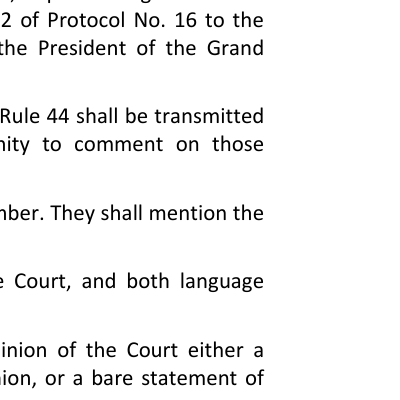 2 of Protocol No. 16 to the
the President of the Grand
Rule 44 shall be transmitted
nity to comment on those
mber. They shall mention the
e Court, and both language
inion of the Court either a
ion, or a bare statement of